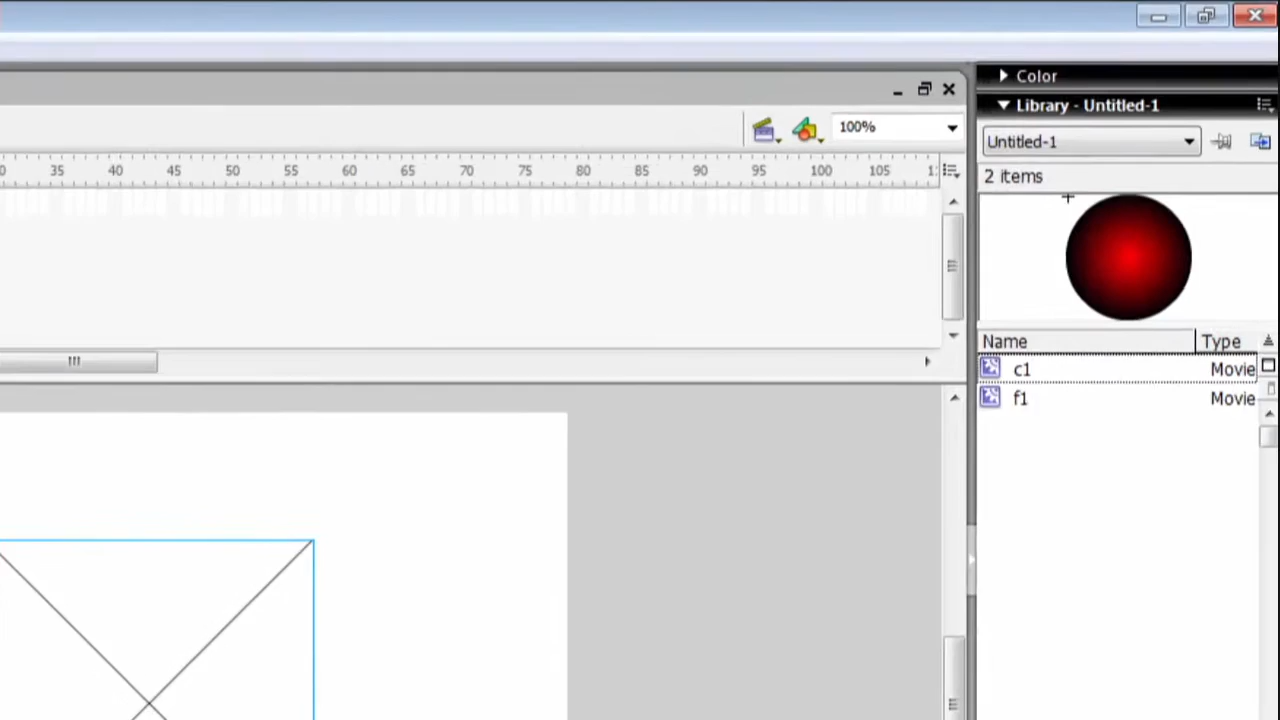 Color
Library - Untitled-1
100%
Untitled-1
35 40 45 50 55 60 65 70 75 80 85 90 95 100 105
2 items
Name Type
c1 Movie
f1 Movie